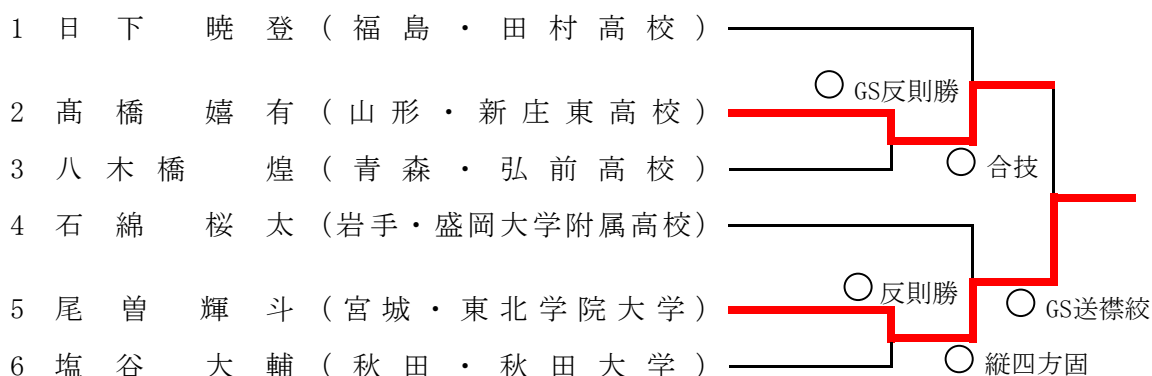 1 日下 暁登 (福島・田村高校)
○ GS反則勝
2 髙橋 嬉有 (山形・新庄東高校)
3 八木橋 煌 (青森・弘前高校)
○ 合技
4 石綿 桜太 (岩手・盛岡大学附属高校)
○ 反則勝
5 尾曽 輝斗 (宮城・東北学院大学)
○ GS送襟絞
6 塩谷 大輔 (秋田・秋田大学)
○ 縦四方固